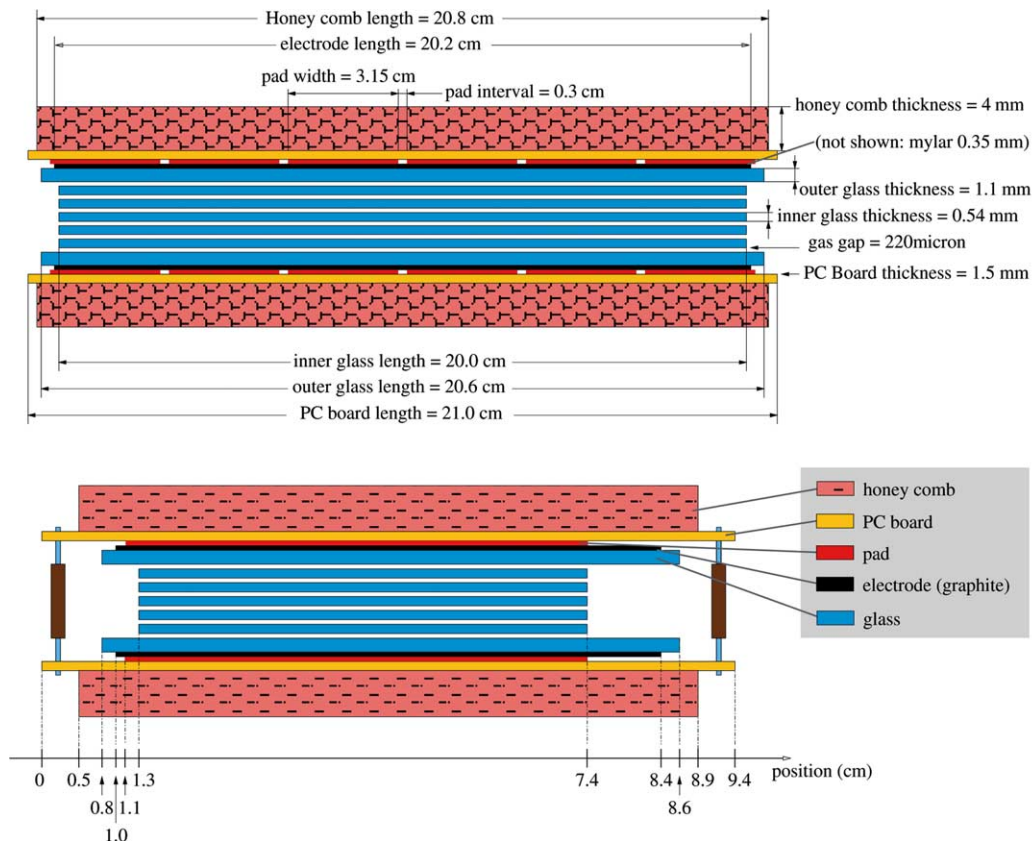 Honey comb length = 20.8 cm
electrode length = 20.2 cm
pad width = 3.15 cm
pad interval = 0.3 cm
honey comb thickness = 4 mm
(not shown: mylar 0.35 mm)
outer glass thickness = 1.1 mm
inner glass thickness = 0.54 mm
gas gap = 220micron
PC Board thickness = 1.5 mm
inner glass length = 20.0 cm
outer glass length = 20.6 cm
PC board length = 21.0 cm
honey comb
PC board
pad
electrode (graphite)
glass
position (cm)
0 0.5 1.3 7.4 8.4 8.9 9.4
0.8 1.1 8.6
1.0